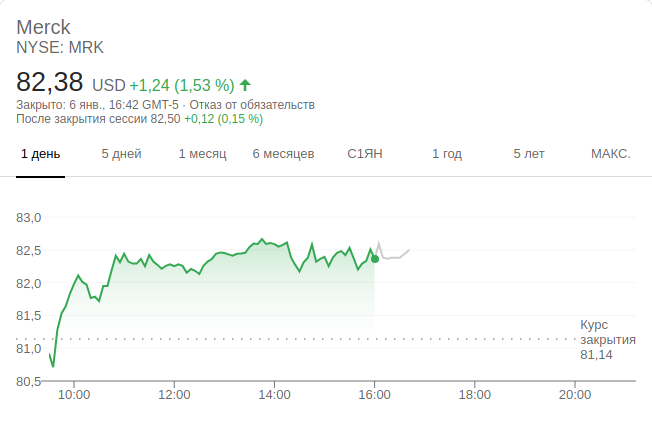 Merck
NYSE: MRK
82,38 USD +1,24 (1,53 %)
Закрыто: 6 янв., 16:42 GMT-5 · Отказ от обязательств
После закрытия сессии 82,50 +0,12 (0,15 %)
1 день 5 дней 1 месяц 6 месяцев С1ЯН 1 год 5 лет МАКС.
83,0
82,5
82,0
81,5
81,0
80,5
Курс
закрытия
81,14
10:00 12:00 14:00 16:00 18:00 20:00